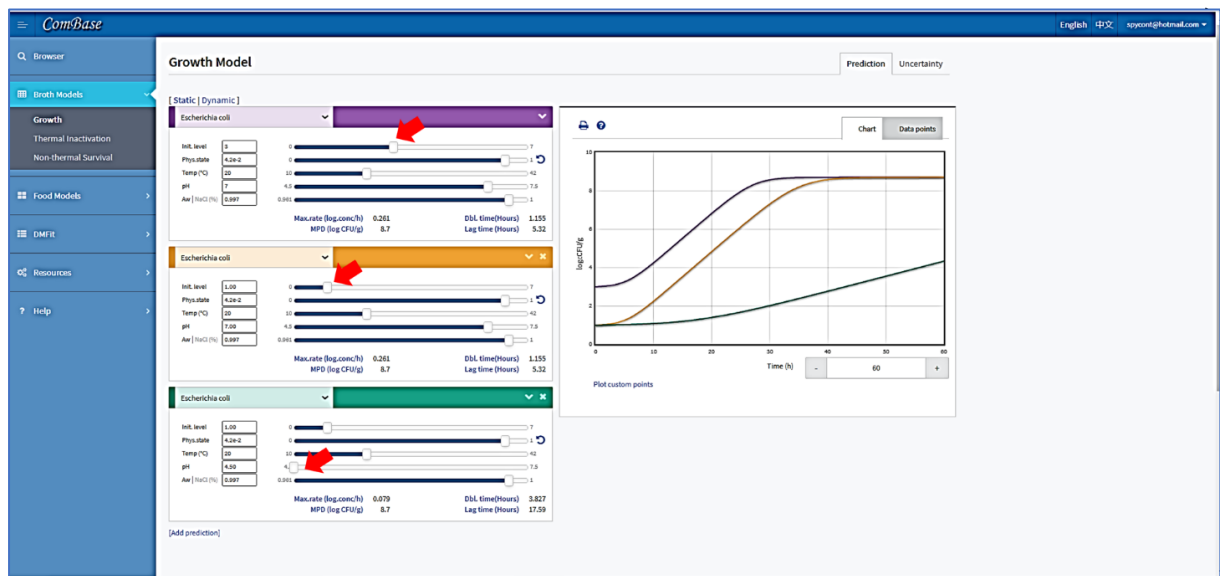 ComBase
English 中文 spycont@hotmail.com
Browser
Broth Models
Growth
Thermal Inactivation
Non-thermal Survival
Food Models
DMFit
Resources
Help
Growth Model
Prediction Uncertainty
[ Static | Dynamic ]
Escherichia coli
Init. level 3 0 7
Phys.state 4.2e-2 0 1
Temp (°C) 20 10 42
pH 7 4.5 7.5
Aw | NaCl (%) 0.997 0.961 1
Max.rate (log.conc/h) 0.261 Dbl. time(Hours) 1.155
MPD (log CFU/g) 8.7 Lag time (Hours) 5.32
Escherichia coli
Init. level 1.00 0 7
Phys.state 4.2e-2 0 1
Temp (°C) 20 10 42
pH 7.00 4.5 7.5
Aw | NaCl (%) 0.997 0.961 1
Max.rate (log.conc/h) 0.261 Dbl. time(Hours) 1.155
MPD (log CFU/g) 8.7 Lag time (Hours) 5.32
Escherichia coli
Init. level 1.00 0 7
Phys.state 4.2e-2 0 1
Temp (°C) 20 10 42
pH 4.50 4. 7.5
Aw | NaCl (%) 0.997 0.961 1
Max.rate (log.conc/h) 0.079 Dbl. time(Hours) 3.827
MPD (log CFU/g) 8.7 Lag time (Hours) 17.59
[Add prediction]
Chart Data points
10
8
6
4
2
0
0 10 20 30 40 50 60
Time (h) - 60 +
Plot custom points